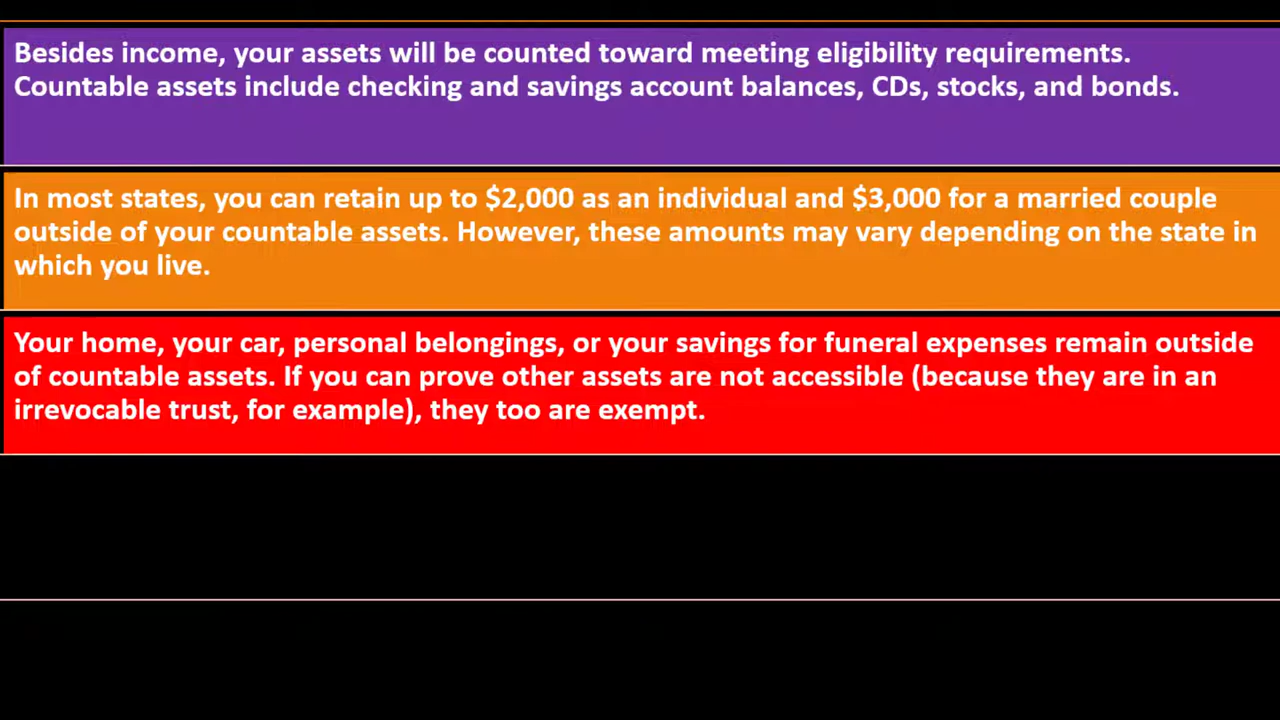 Besides income, your assets will be counted toward meeting eligibility requirements.
Countable assets include checking and savings account balances, CDs, stocks, and bonds.
In most states, you can retain up to $2,000 as an individual and $3,000 for a married couple
outside of your countable assets. However, these amounts may vary depending on the state in
which you live.
Your home, your car, personal belongings, or your savings for funeral expenses remain outside
of countable assets. If you can prove other assets are not accessible (because they are in an
irrevocable trust, for example), they too are exempt.